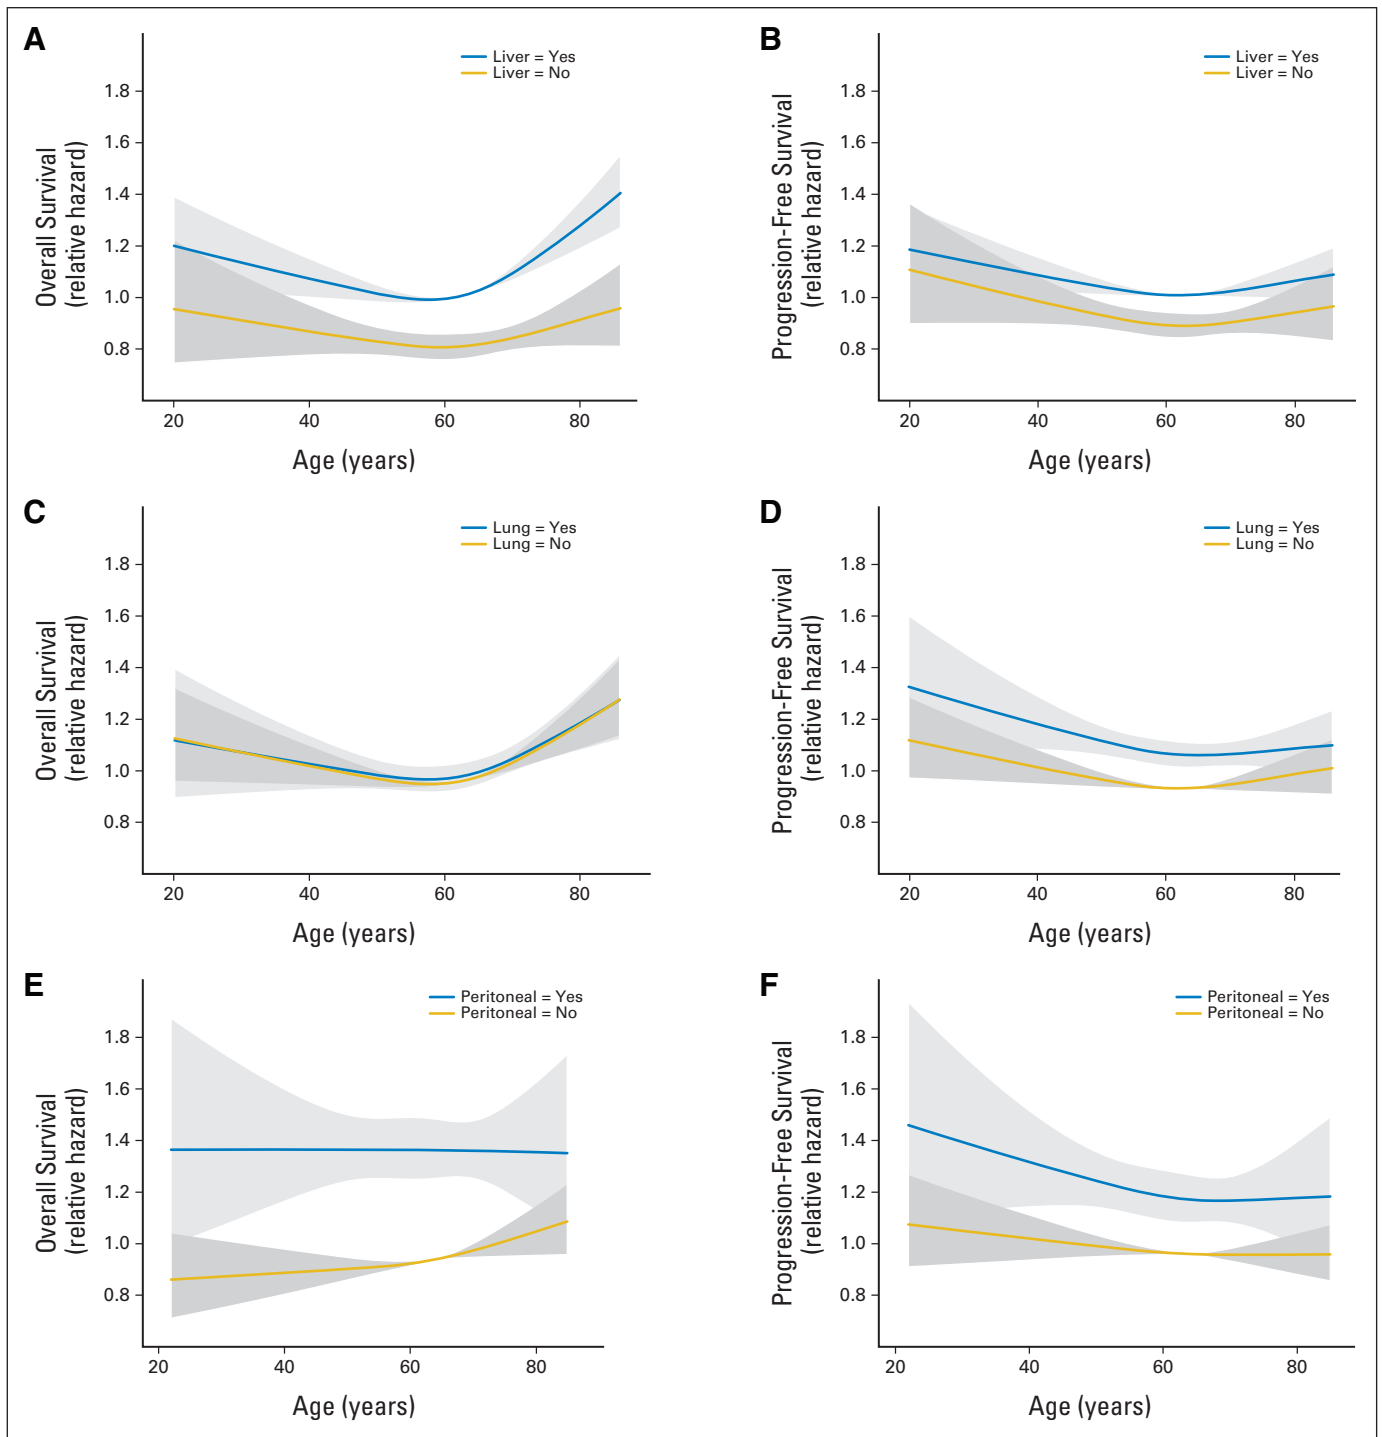 A
Liver = Yes
Liver = No
Overall Survival
(relative hazard)
1.8
1.6
1.4
1.2
1.0
0.8
20 40 60 80
Age (years)
B
Liver = Yes
Liver = No
Progression-Free Survival
(relative hazard)
1.8
1.6
1.4
1.2
1.0
0.8
20 40 60 80
Age (years)
C
Lung = Yes
Lung = No
Overall Survival
(relative hazard)
1.8
1.6
1.4
1.2
1.0
0.8
20 40 60 80
Age (years)
D
Lung = Yes
Lung = No
Progression-Free Survival
(relative hazard)
1.8
1.6
1.4
1.2
1.0
0.8
20 40 60 80
Age (years)
E
Peritoneal = Yes
Peritoneal = No
Overall Survival
(relative hazard)
1.8
1.6
1.4
1.2
1.0
0.8
20 40 60 80
Age (years)
F
Peritoneal = Yes
Peritoneal = No
Progression-Free Survival
(relative hazard)
1.8
1.6
1.4
1.2
1.0
0.8
20 40 60 80
Age (years)